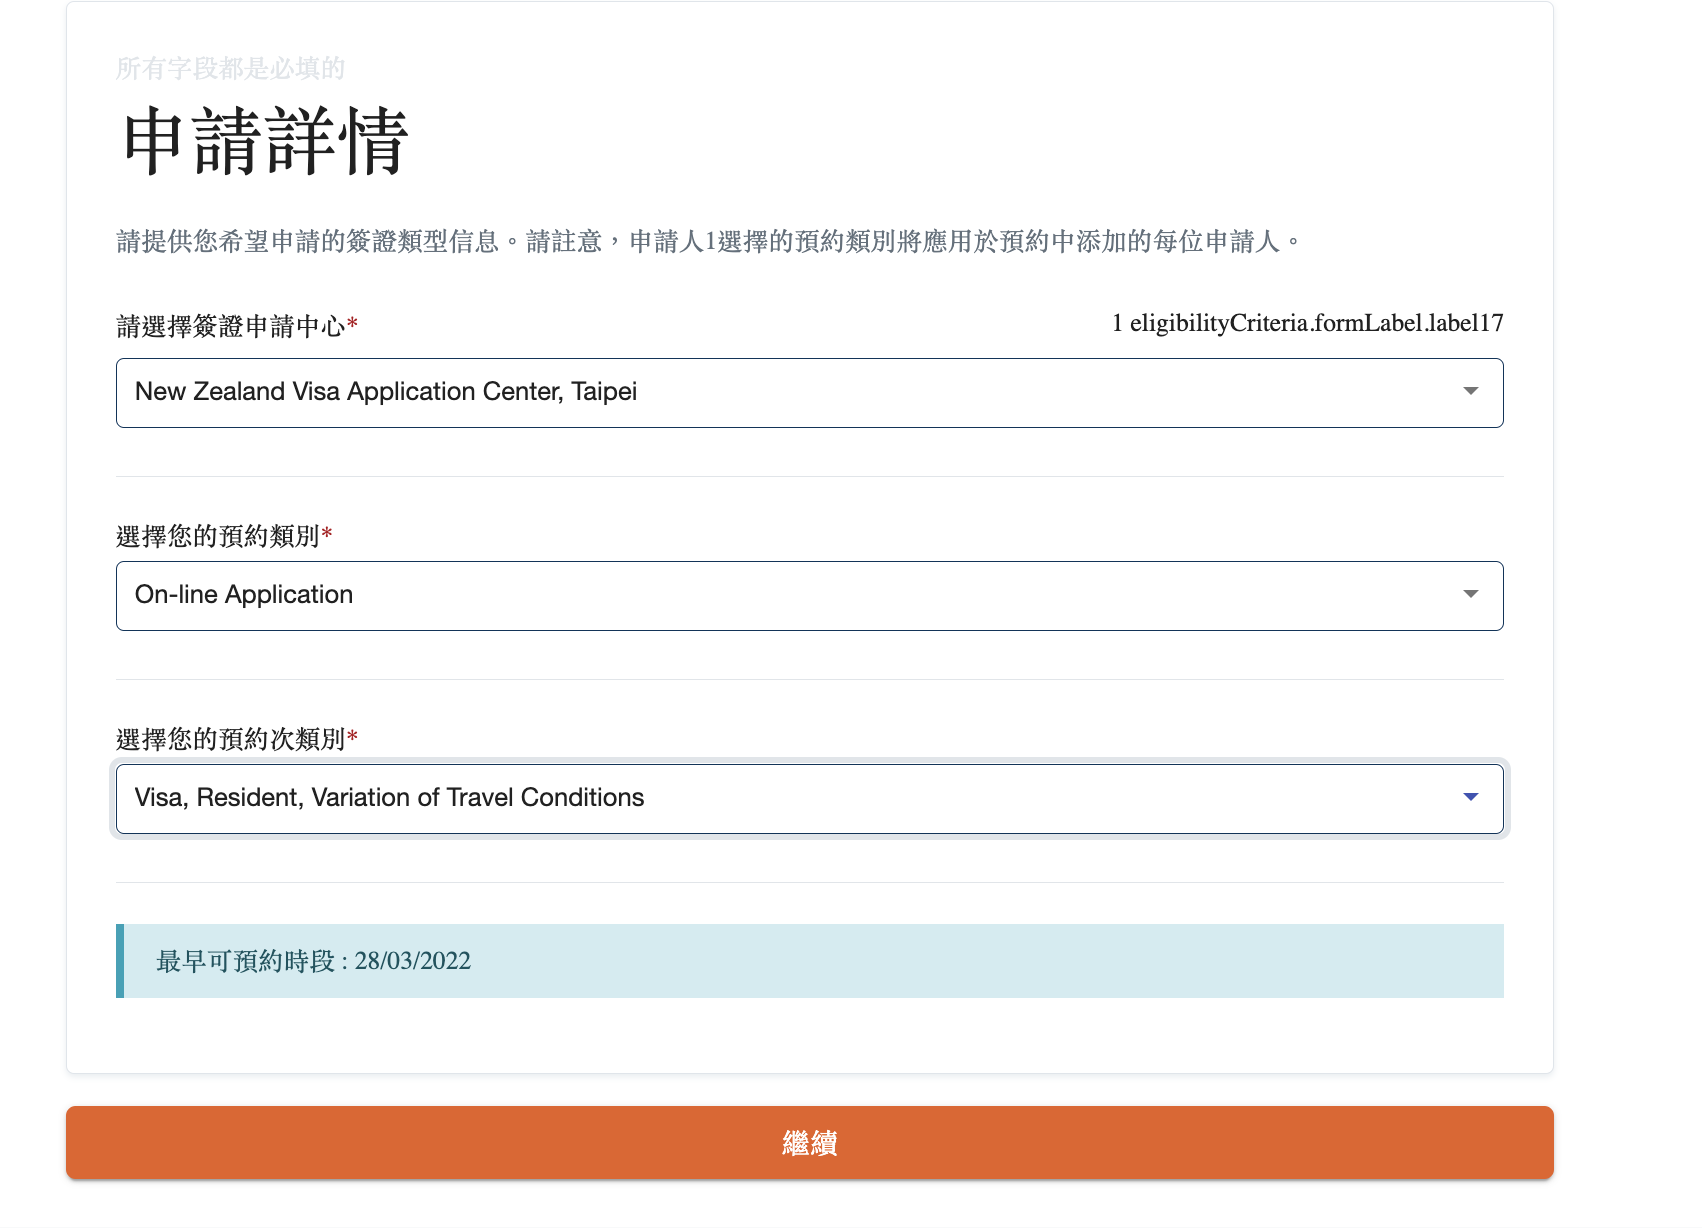 所有字段都是必填的
申請詳情
請提供您希望申請的簽證類型信息。請註意，申請人1選擇的預約類別將應用於預約中添加的每位申請人。
請選擇簽證申請中心*
1 eligibilityCriteria.formLabel.label17
New Zealand Visa Application Center, Taipei
選擇您的預約類別*
On-line Application
選擇您的預約次類別*
Visa, Resident, Variation of Travel Conditions
最早可預約時段 : 28/03/2022
繼續